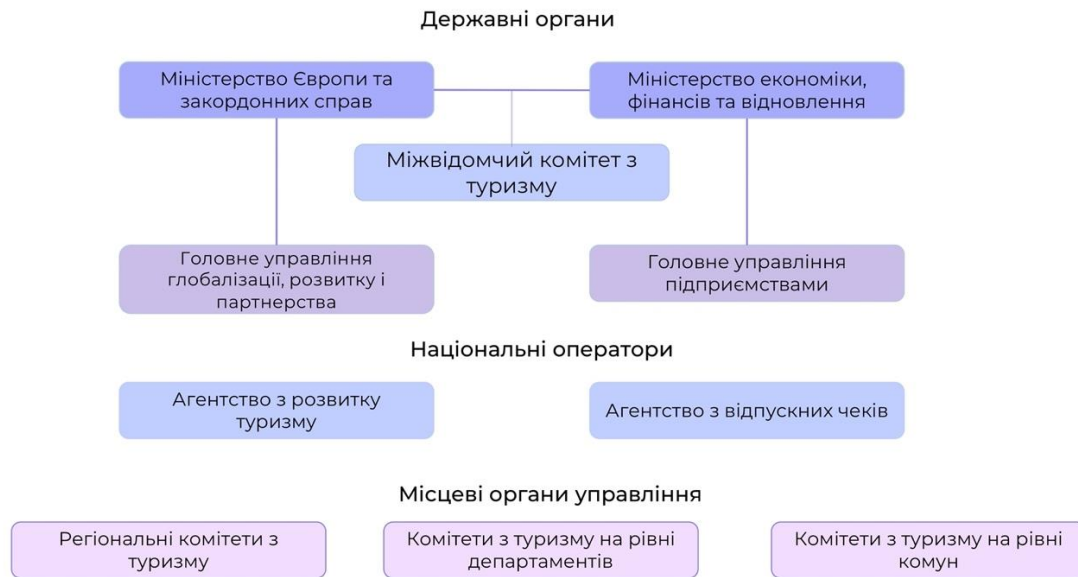 Державні органи
Міністерство Європи та
закордонних справ
Міністерство економіки,
фінансів та відновлення
Міжвідомчий комітет з
туризму
Головне управління
глобалізації, розвитку і
партнерства
Головне управління
підприємствами
Національні оператори
Агентство з розвитку
туризму
Агентство з відпускних чеків
Місцеві органи управління
Регіональні комітети з
туризму
Комітети з туризму на рівні
департаментів
Комітети з туризму на рівні
комун